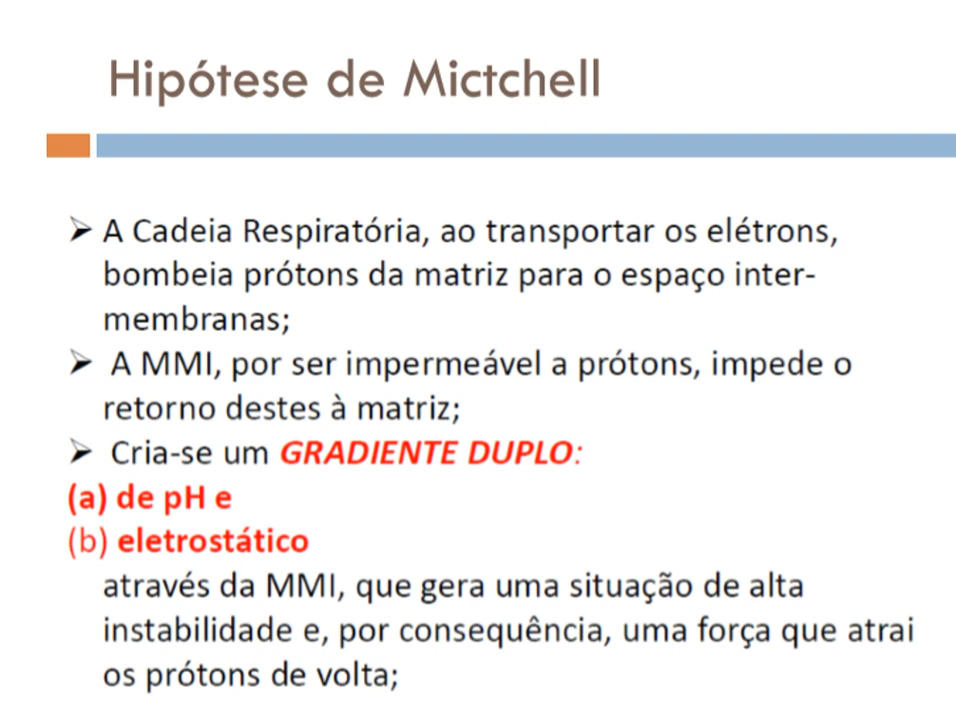 Hipótese de Mictchell
➢ A Cadeia Respiratória, ao transportar os elétrons,
bombeia prótons da matriz para o espaço inter-
membranas;
➢ A MMI, por ser impermeável a prótons, impede o
retorno destes à matriz;
➢ Cria-se um GRADIENTE DUPLO:
(a) de pH e
(b) eletrostático
através da MMI, que gera uma situação de alta
instabilidade e, por consequência, uma força que atrai
os prótons de volta;